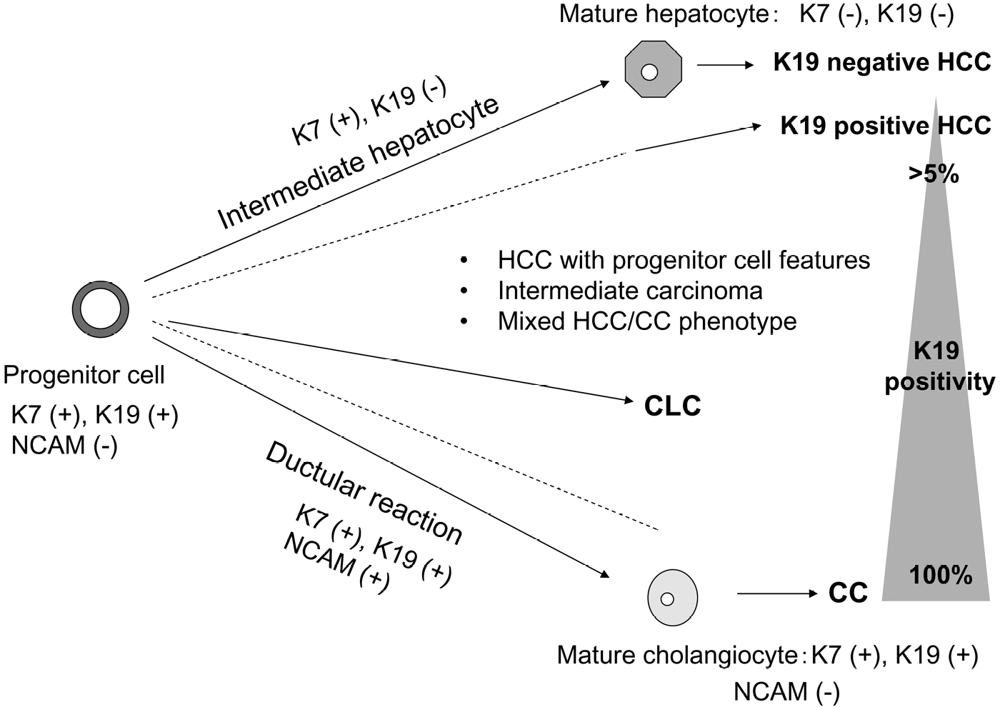 Mature hepatocyte: K7 (-), K19 (-)
K19 negative HCC
K7 (+), K19 (-)
Intermediate hepatocyte
K19 positive HCC
>5%
• HCC with progenitor cell features
• Intermediate carcinoma
• Mixed HCC/CC phenotype
K19
positivity
Progenitor cell
K7 (+), K19 (+)
NCAM (-)
CLC
Ductular reaction
K7 (+), K19 (+)
NCAM (+)
100%
CC
Mature cholangiocyte: K7 (+), K19 (+)
NCAM (-)